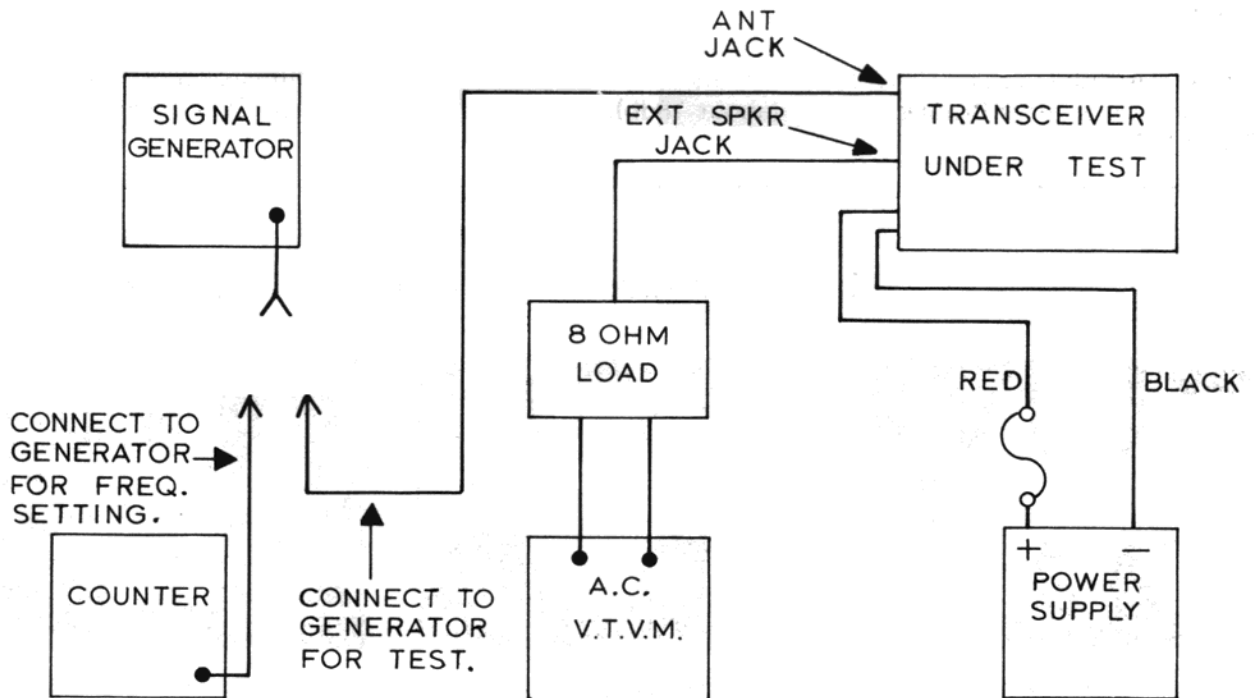 ANT
JACK
SIGNAL
GENERATOR
EXT SPKR
JACK
TRANSCEIVER
UNDER TEST
8 OHM
LOAD
RED
BLACK
CONNECT TO
GENERATOR
FOR FREQ.
SETTING.
COUNTER
CONNECT TO
GENERATOR
FOR TEST.
A.C.
V.T.V.M.
+ −
POWER
SUPPLY